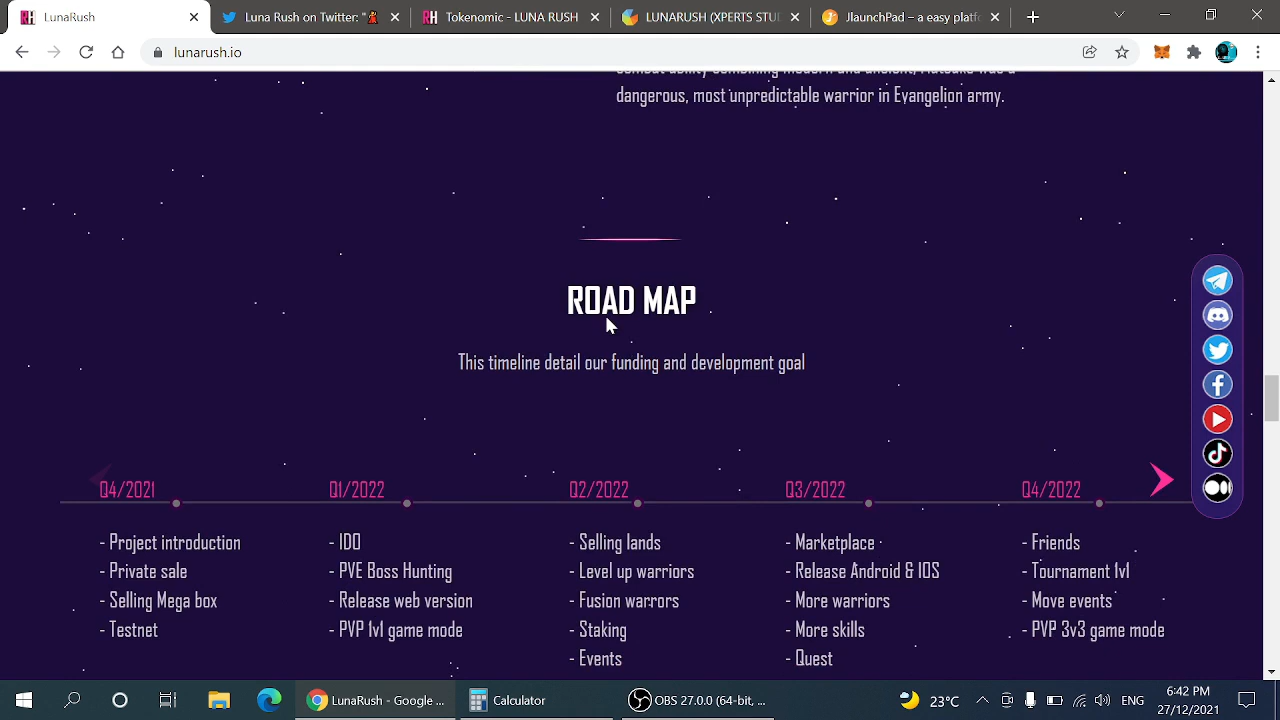 LunaRush
LunaRush on Twitter: "
Tokenomic - LUNA RUSH
LUNARUSH (XPERTS STU
JlaunchPad – easy platf
lunarush.io
dangerous, most unpredictable warrior in Evangelion army.
ROAD MAP
This timeline detail our funding and development goal
Q4/2021
- Project introduction
- Private sale
- Selling Mega box
- Testnet
Q1/2022
- IDO
- PVE Boss Hunting
- Release web version
- PVP 1v1 game mode
Q2/2022
- Selling lands
- Level up warriors
- Fusion warrors
- Staking
- Events
Q3/2022
- Marketplace
- Release Android & IOS
- More warriors
- More skills
- Quest
Q4/2022
- Friends
- Tournament 1v1
- Move events
- PVP 3v3 game mode
LunaRush - Google ...
Calculator
OBS 27.0.0 (64-bit, ...
23°C
ENG
6:42 PM
27/12/2021